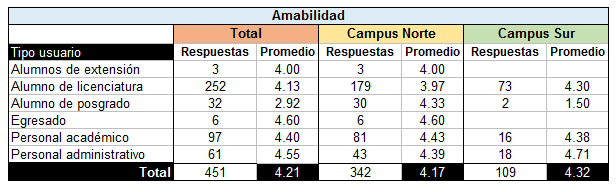 Amabilidad
Total Campus Norte Campus Sur
Tipo usuario Respuestas Promedio Respuestas Promedio Respuestas Promedio
Alumnos de extensión 3 4.00 3 4.00
Alumno de licenciatura 252 4.13 179 3.97 73 4.30
Alumno de posgrado 32 2.92 30 4.33 2 1.50
Egresado 6 4.60 6 4.60
Personal académico 97 4.40 81 4.43 16 4.38
Personal administrativo 61 4.55 43 4.39 18 4.71
Total 451 4.21 342 4.17 109 4.32